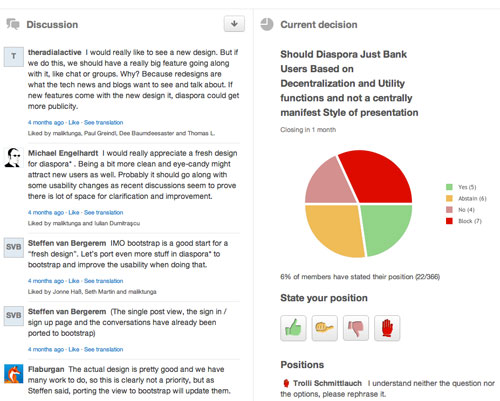 Discussion
T
theradialactive I would really like to see a new design. But if
we do this, we should have a really big feature going along
with it, like chat or groups. Why? Because redesigns are
what the tech news and blogs want to see and talk about. If
new features come with the new design it, diaspora could get
more publicity.
4 months ago · Like · See translation
Liked by maliktunga, Paul Greindl, Dee Baumdeesaster and Thomas L.
Michael Engelhardt I would really appreciate a fresh design
for diaspora* . Being a bit more clean and eye-candy might
attract new users as well. Probably it should go along with
some usability changes as recent discussions seem to prove
there is lot of space for clarification and improvement.
4 months ago · Like · See translation
Liked by maliktunga and Iulian Dumitrașcu
SVB
Steffen van Bergerem IMO bootstrap is a good start for a
"fresh design". Let's port even more stuff in diaspora* to
bootstrap and improve the usability when doing that.
4 months ago · Like · See translation
Liked by Jonne Haß, Seth Martin and maliktunga
SVB
Steffen van Bergerem (The single post view, the sign in /
sign up page and the conversations have already been
ported to bootstrap)
4 months ago · Like · See translation
Flaburgan The actual design is pretty good and we have
many work to do, so this is clearly not a priority, but as
Steffen said, porting the view to bootstrap will update them.
Current decision
Should Diaspora Just Bank
Users Based on
Decentralization and Utility
functions and not a centrally
manifest Style of presentation
Closing in 1 month
Yes (5)
Abstain (6)
No (4)
Block (7)
6% of members have stated their position (22/366)
State your position
Positions
Trolli Schmittlauch I understand neither the question nor
the options, please rephrase it.